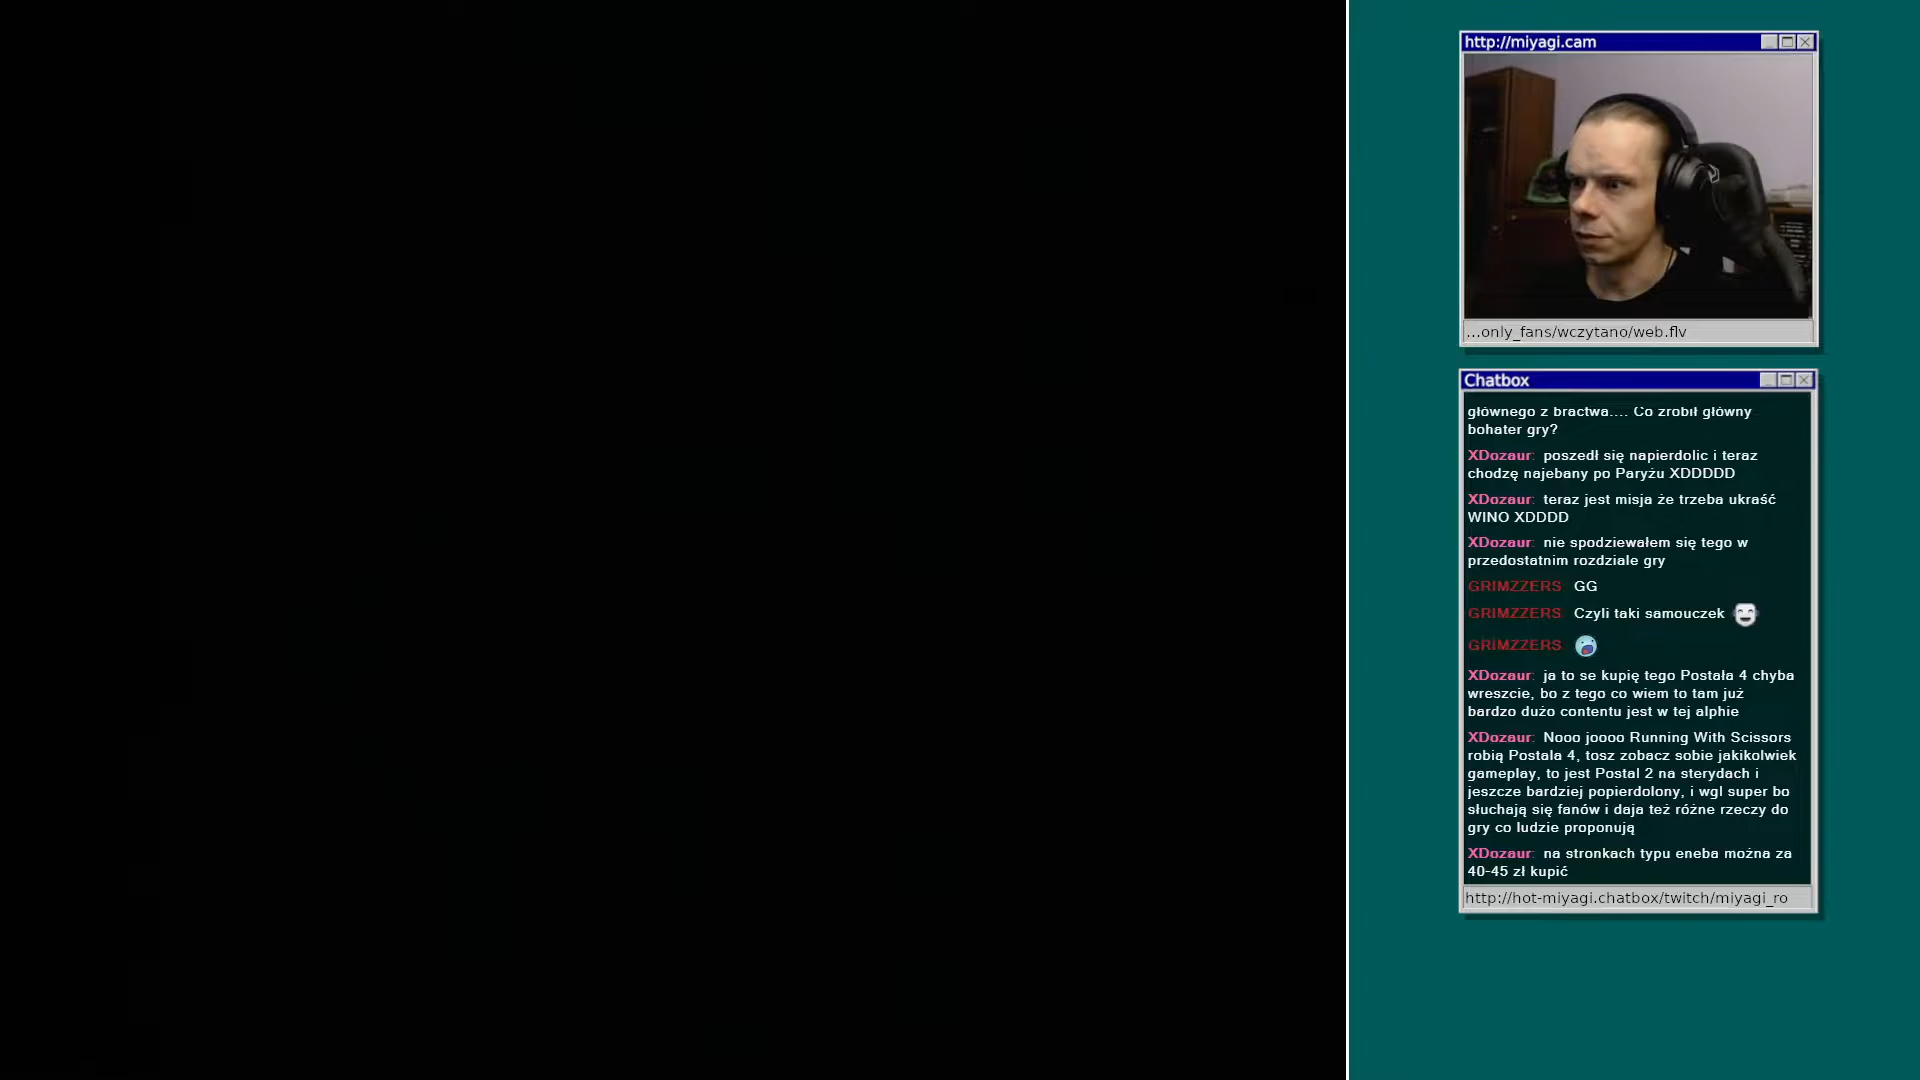 http://miyagi.cam
...only_fans/wczytano/web.flv
Chatbox
głównego z bractwa.... Co zrobił główny
bohater gry?
XDozaur: poszedł się napierdolic i teraz
chodzę najebany po Paryżu XDDDDD
XDozaur: teraz jest misja że trzeba ukraść
WINO XDDDD
XDozaur: nie spodziewałem się tego w
przedostatnim rozdziale gry
GRIMZZERS: GG
GRIMZZERS: Czyli taki samouczek
GRIMZZERS:
XDozaur: ja to se kupię tego Postala 4 chyba
wreszcie, bo z tego co wiem to tam już
bardzo dużo contentu jest w tej alphie
XDozaur: Nooo joooo Running With Scissors
robią Postala 4, tosz zobacz sobie jakikolwiek
gameplay, to jest Postal 2 na sterydach i
jeszcze bardziej popierdolony, i wgl super bo
słuchają się fanów i daja też różne rzeczy do
gry co ludzie proponują
XDozaur: na stronkach typu eneba można za
40-45 zł kupić
http://hot-miyagi.chatbox/twitch/miyagi_ro